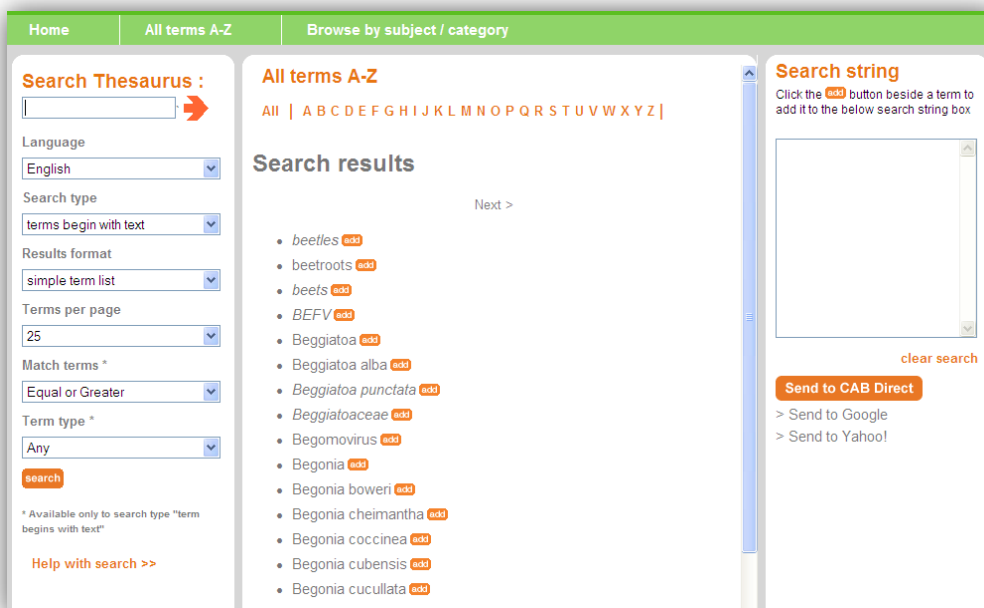 Home All terms A-Z Browse by subject / category
Search Thesaurus :
Language
English
Search type
terms begin with text
Results format
simple term list
Terms per page
25
Match terms *
Equal or Greater
Term type *
Any
search
* Available only to search type "term
begins with text"
Help with search >>
All terms A-Z
All | A B C D E F G H I J K L M N O P Q R S T U V W X Y Z |
Search results
Next >
beetles add
beetroots add
beets add
BEFV add
Beggiatoa add
Beggiatoa alba add
Beggiatoa punctata add
Beggiatoaceae add
Begomovirus add
Begonia add
Begonia boweri add
Begonia cheimantha add
Begonia coccinea add
Begonia cubensis add
Begonia cucullata add
Search string
Click the add button beside a term to
add it to the below search string box
clear search
Send to CAB Direct
> Send to Google
> Send to Yahoo!